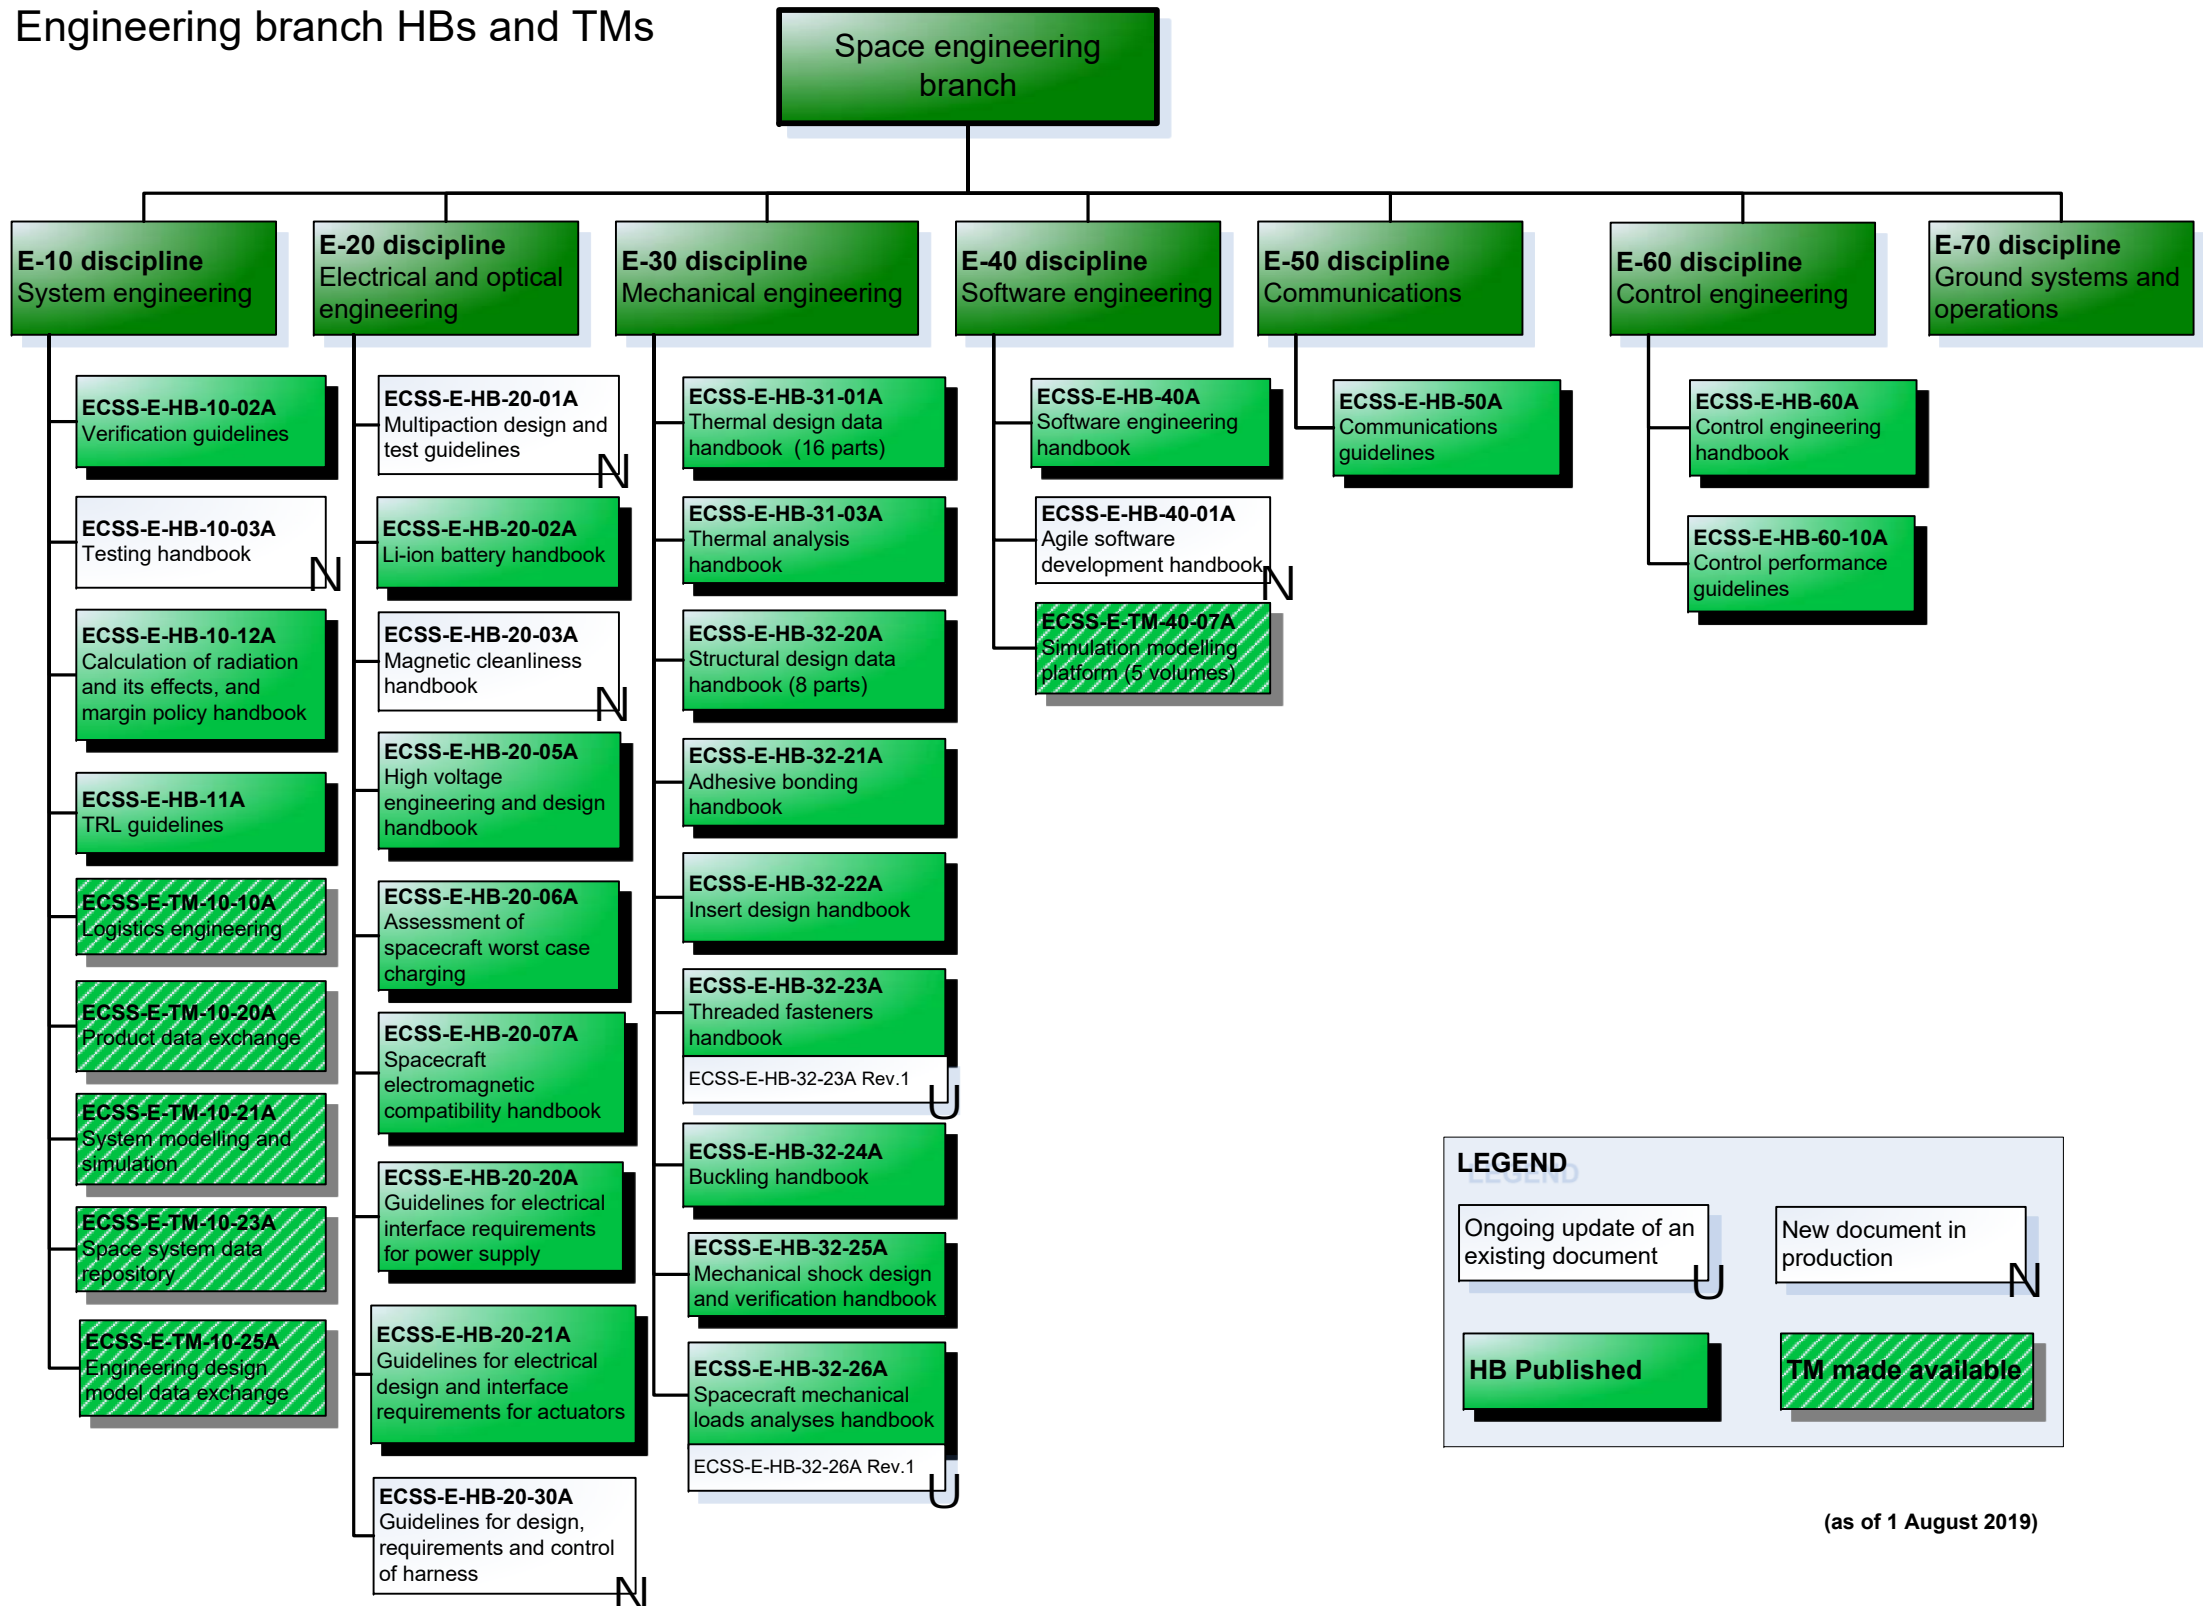 Engineering branch HBs and TMs
Space engineering
branch
E-10 discipline
System engineering
E-20 discipline
Electrical and optical
engineering
E-30 discipline
Mechanical engineering
E-40 discipline
Software engineering
E-50 discipline
Communications
E-60 discipline
Control engineering
E-70 discipline
Ground systems and
operations
ECSS-E-HB-10-02A
Verification guidelines
ECSS-E-HB-10-03A
Testing handbook
N
ECSS-E-HB-10-12A
Calculation of radiation
and its effects, and
margin policy handbook
ECSS-E-HB-11A
TRL guidelines
ECSS-E-TM-10-10A
Logistics engineering
ECSS-E-TM-10-20A
Product data exchange
ECSS-E-TM-10-21A
System modelling and
simulation
ECSS-E-TM-10-23A
Space system data
repository
ECSS-E-TM-10-25A
Engineering design
model data exchange
ECSS-E-HB-20-01A
Multipaction design and
test guidelines
N
ECSS-E-HB-20-02A
Li-ion battery handbook
ECSS-E-HB-20-03A
Magnetic cleanliness
handbook
N
ECSS-E-HB-20-05A
High voltage
engineering and design
handbook
ECSS-E-HB-20-06A
Assessment of
spacecraft worst case
charging
ECSS-E-HB-20-07A
Spacecraft
electromagnetic
compatibility handbook
ECSS-E-HB-20-20A
Guidelines for electrical
interface requirements
for power supply
ECSS-E-HB-20-21A
Guidelines for electrical
design and interface
requirements for actuators
ECSS-E-HB-20-30A
Guidelines for design,
requirements and control
of harness
N
ECSS-E-HB-31-01A
Thermal design data
handbook (16 parts)
ECSS-E-HB-31-03A
Thermal analysis
handbook
ECSS-E-HB-32-20A
Structural design data
handbook (8 parts)
ECSS-E-HB-32-21A
Adhesive bonding
handbook
ECSS-E-HB-32-22A
Insert design handbook
ECSS-E-HB-32-23A
Threaded fasteners
handbook
ECSS-E-HB-32-23A Rev.1
U
ECSS-E-HB-32-24A
Buckling handbook
ECSS-E-HB-32-25A
Mechanical shock design
and verification handbook
ECSS-E-HB-32-26A
Spacecraft mechanical
loads analyses handbook
ECSS-E-HB-32-26A Rev.1
U
ECSS-E-HB-40A
Software engineering
handbook
ECSS-E-HB-40-01A
Agile software
development handbook
N
ECSS-E-TM-40-07A
Simulation modelling
platform (5 volumes)
ECSS-E-HB-50A
Communications
guidelines
ECSS-E-HB-60A
Control engineering
handbook
ECSS-E-HB-60-10A
Control performance
guidelines
LEGEND
Ongoing update of an
existing document
U
New document in
production
N
HB Published
TM made available
(as of 1 August 2019)